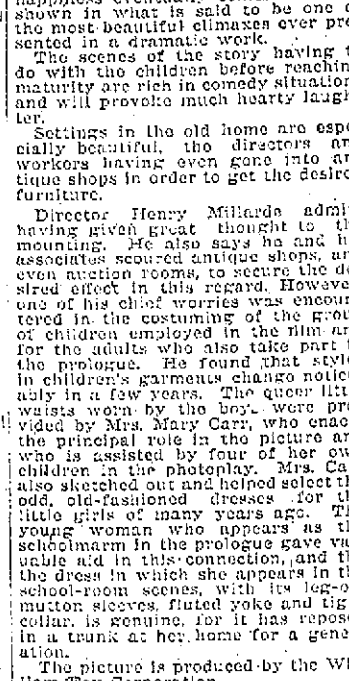 shown in what is said to be one o
the most beautiful climaxes ever pre
sented in a dramatic work.
The scenes of the story having t
do with the children before reachin
maturity are rich in comedy situation
and will provoke much hearty laugh
ter.
Settings in the old home are espe
cially beautiful, the directors an
workers having even gone into an
tique shops in order to get the desire
furniture.
Director Henry Millarde admi
having given great thought to th
mounting. He also says he and h
associates scoured antique shops, an
even auction rooms, to secure the de
sired effect in this regard. Howeve
one of his chief worries was encoun
tered in the costuming of the grou
of children employed in the film an
for the adults who also take part i
the prologue. He found that style
in children's garments change notice
ably in a few years. The queer littl
waists worn by the boys were pro
vided by Mrs. Mary Carr, who enac
the principal role in the picture an
who is assisted by four of her ow
children in the photoplay. Mrs. Ca
also sketched out and helped select th
odd, old-fashioned dresses for th
little girls of many years ago. Th
young woman who appears as th
schoolmarm in the prologue gave val
uable aid in this connection, and th
the dress in which she appears in th
school-room scenes, with its leg-o
mutton sleeves, fluted yoke and tig
collar, is genuine, for it has repose
in a trunk at her home for a gene
ation.
The picture is produced by the Wi